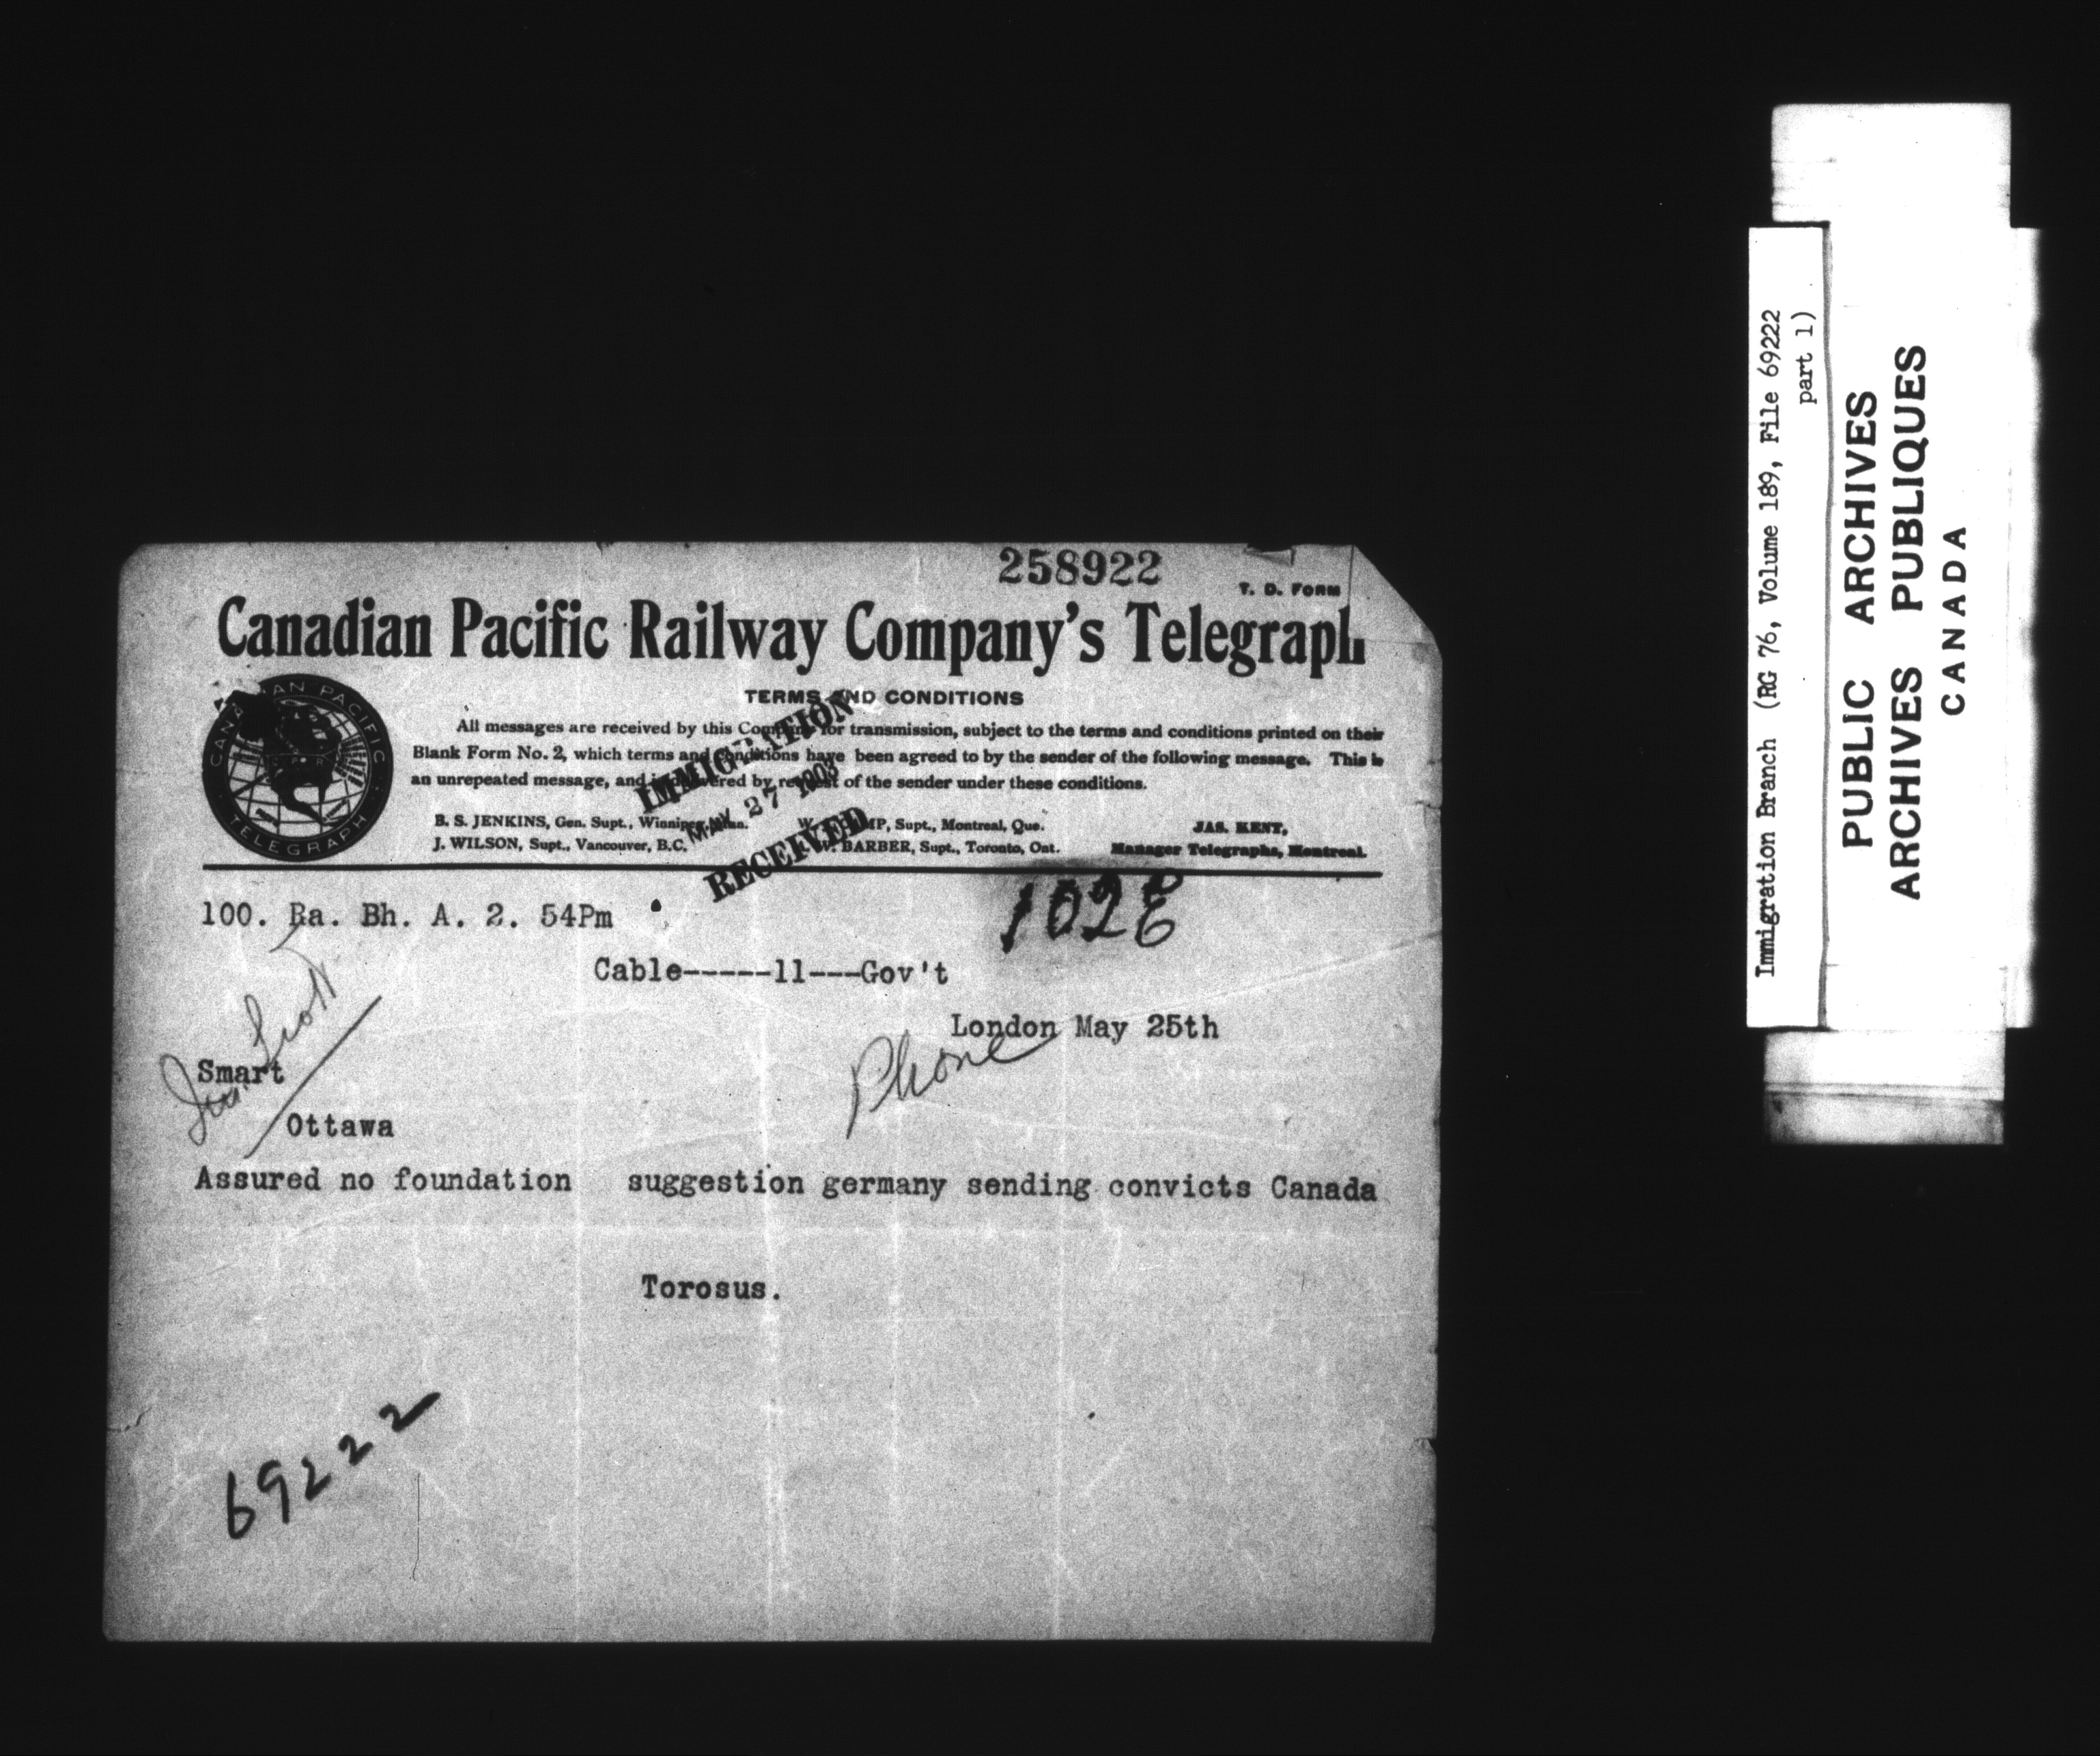 258922
T. D. FORM
Canadian Pacific Railway Company's Telegraph
CANADIAN PACIFIC TELEGRAPH
TERMS AND CONDITIONS
All messages are received by this Company for transmission, subject to the terms and conditions printed on their
Blank Form No. 2, which terms and conditions have been agreed to by the sender of the following message. This is
an unrepeated message, and is delivered by request of the sender under these conditions.
B. S. JENKINS, Gen. Supt., Winnipeg, Man.
J. WILSON, Supt., Vancouver, B.C.
W. CAMP, Supt., Montreal, Que.
W. BARBER, Supt., Toronto, Ont.
JAS. KENT,
Manager Telegraphs, Montreal.
IMMIGRATION
MAY 27 1903
RECEIVED
100. Ra. Bh. A. 2. 54Pm
Cable-----11---Gov't
London May 25th
Phone
Scott
Smart
Ottawa
Assured no foundation suggestion germany sending convicts Canada
Torosus.
69222
Immigration Branch (RG 76, Volume 189, File 69222
part 1)
PUBLIC ARCHIVES
ARCHIVES PUBLIQUES
CANADA